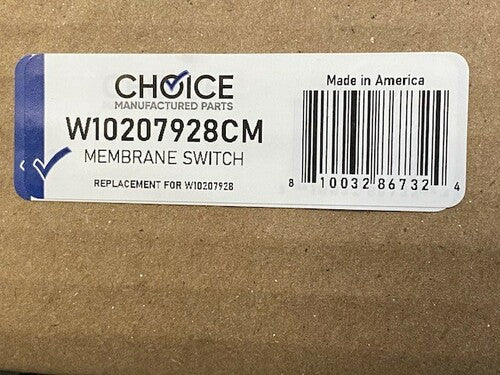 CHOICE
MANUFACTURED PARTS
W10207928CM
MEMBRANE SWITCH
REPLACEMENT FOR W10207928
Made in America
8 10032 86732 4